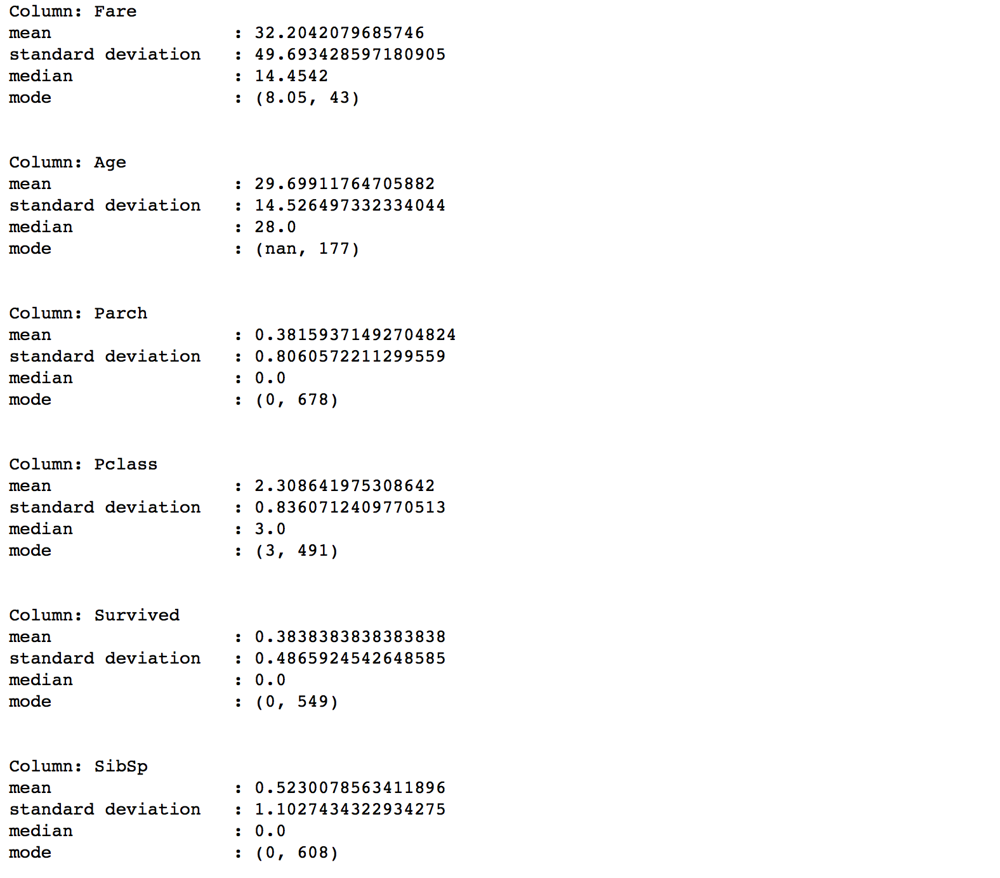 Column: Fare
mean : 32.2042079685746
standard deviation : 49.693428597180905
median : 14.4542
mode : (8.05, 43)
Column: Age
mean : 29.69911764705882
standard deviation : 14.526497332334044
median : 28.0
mode : (nan, 177)
Column: Parch
mean : 0.38159371492704824
standard deviation : 0.8060572211299559
median : 0.0
mode : (0, 678)
Column: Pclass
mean : 2.308641975308642
standard deviation : 0.8360712409770513
median : 3.0
mode : (3, 491)
Column: Survived
mean : 0.3838383838383838
standard deviation : 0.4865924542648585
median : 0.0
mode : (0, 549)
Column: SibSp
mean : 0.5230078563411896
standard deviation : 1.1027434322934275
median : 0.0
mode : (0, 608)